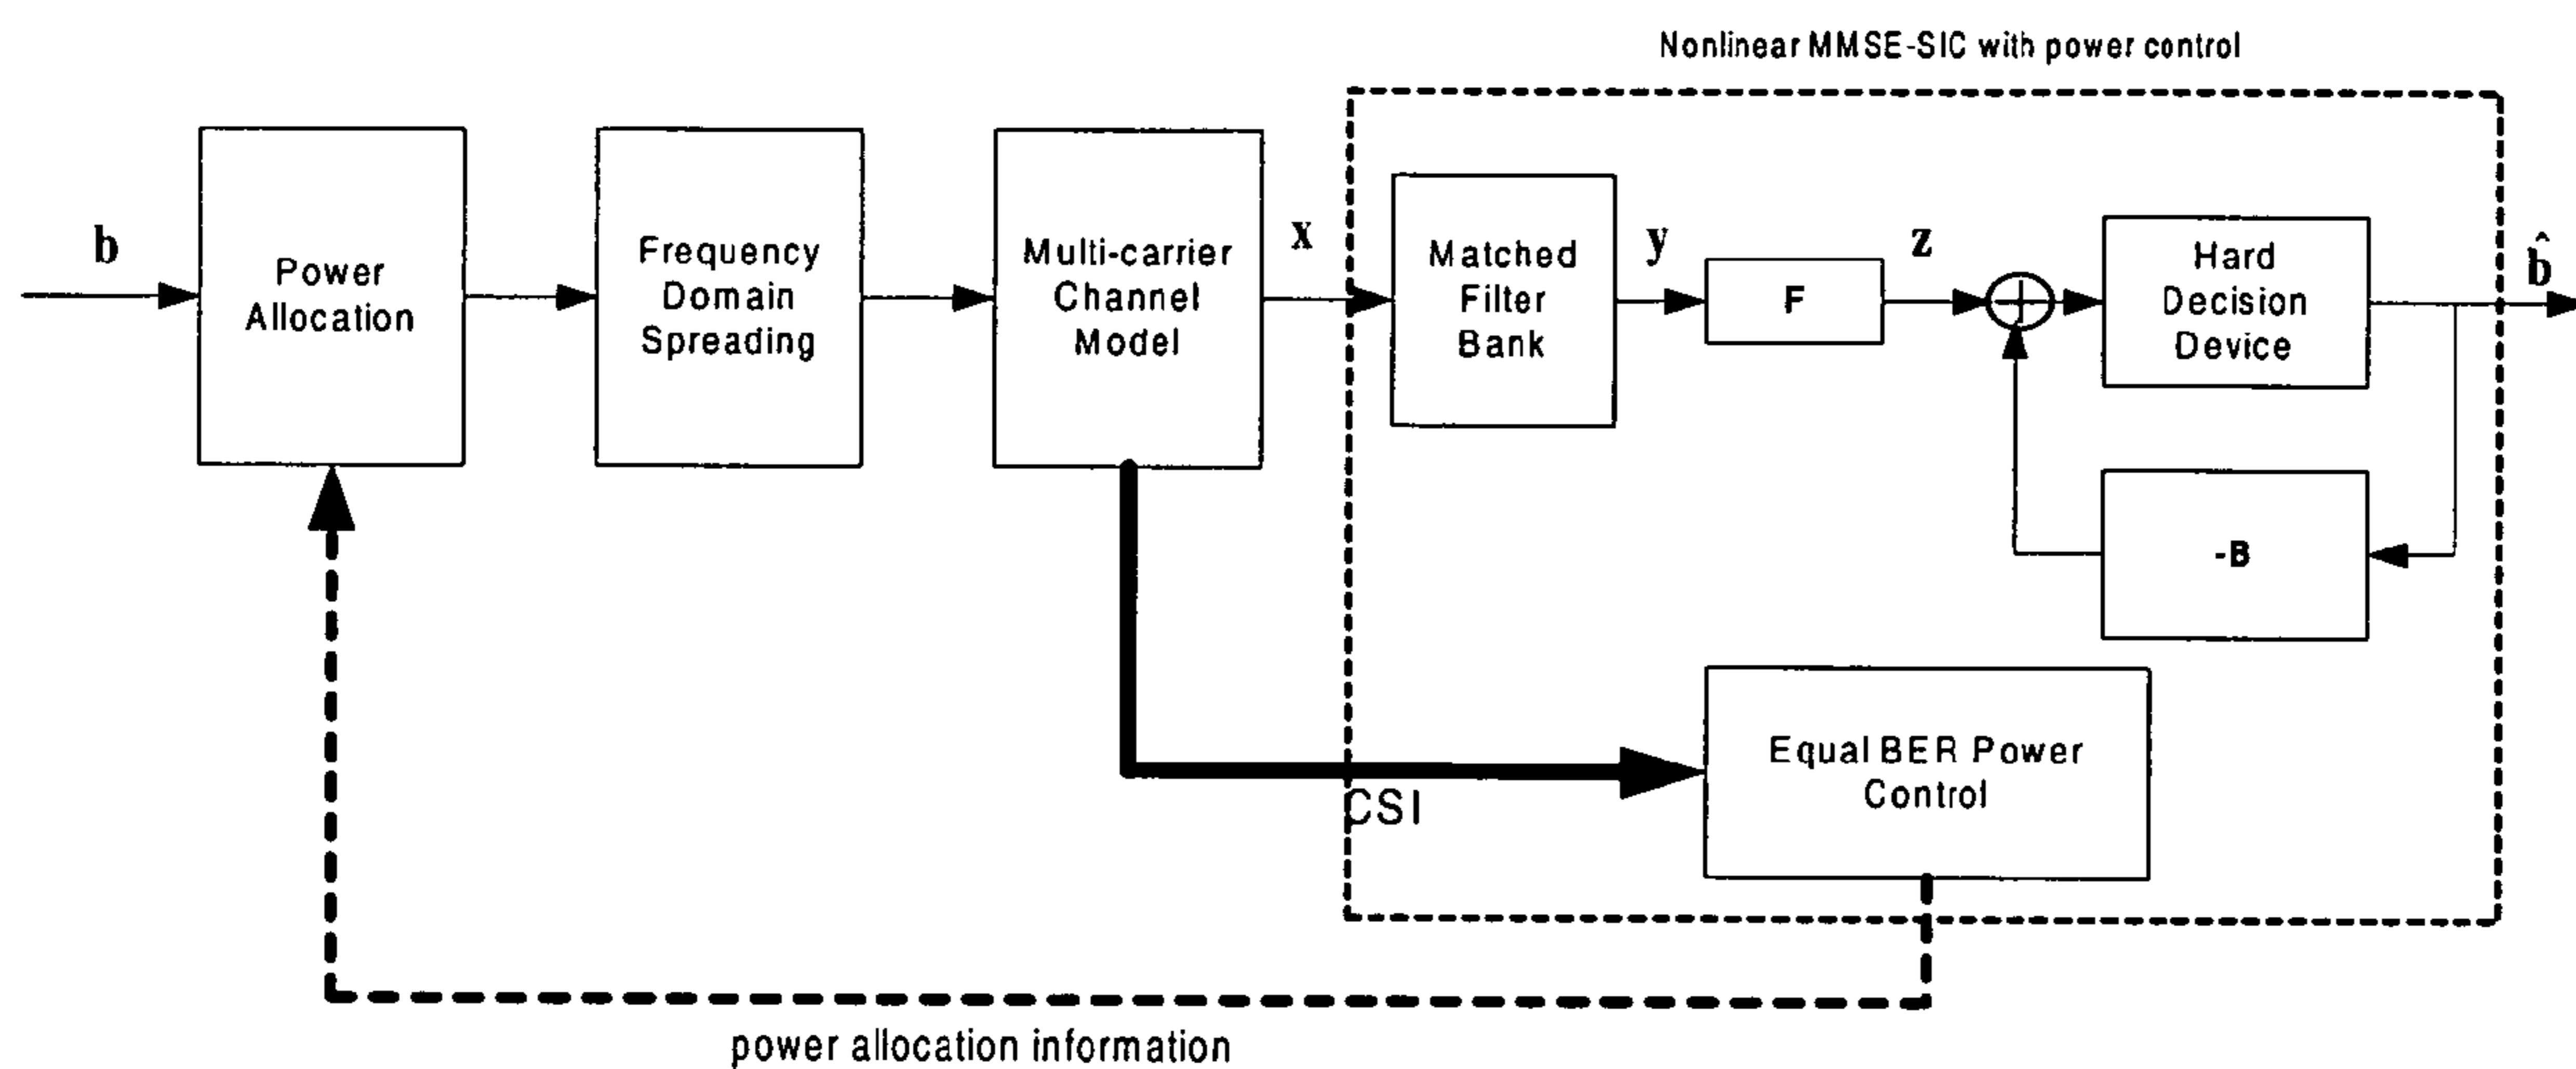 Nonlinear MMSE-SIC with power control
b
Power
Allocation
Frequency
Domain
Spreading
Multi-carrier
Channel
Model
x
Matched
Filter
Bank
y
F
z
+
Hard
Decision
Device
b̂
-B
CSI
Equal BER Power
Control
power allocation information